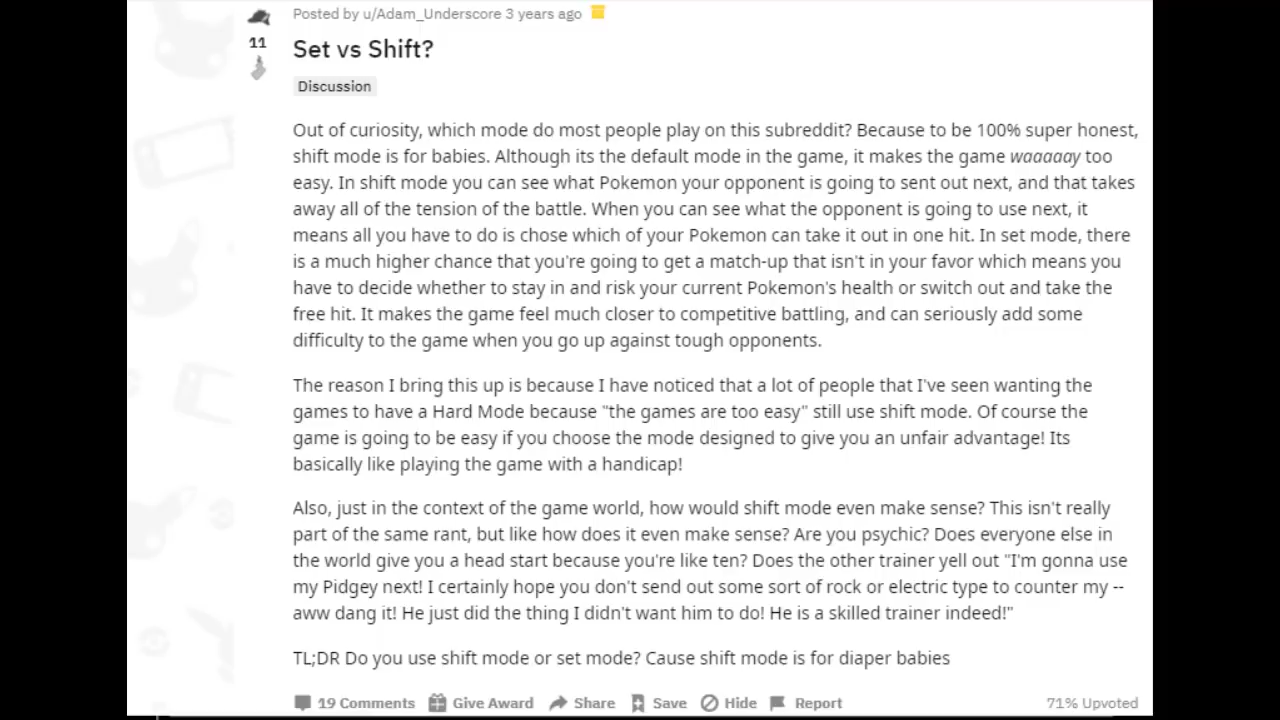 Posted by u/Adam_Underscore 3 years ago
11
Set vs Shift?
Discussion
Out of curiosity, which mode do most people play on this subreddit? Because to be 100% super honest,
shift mode is for babies. Although its the default mode in the game, it makes the game waaaaay too
easy. In shift mode you can see what Pokemon your opponent is going to sent out next, and that takes
away all of the tension of the battle. When you can see what the opponent is going to use next, it
means all you have to do is chose which of your Pokemon can take it out in one hit. In set mode, there
is a much higher chance that you're going to get a match-up that isn't in your favor which means you
have to decide whether to stay in and risk your current Pokemon's health or switch out and take the
free hit. It makes the game feel much closer to competitive battling, and can seriously add some
difficulty to the game when you go up against tough opponents.
The reason I bring this up is because I have noticed that a lot of people that I've seen wanting the
games to have a Hard Mode because "the games are too easy" still use shift mode. Of course the
game is going to be easy if you choose the mode designed to give you an unfair advantage! Its
basically like playing the game with a handicap!
Also, just in the context of the game world, how would shift mode even make sense? This isn't really
part of the same rant, but like how does it even make sense? Are you psychic? Does everyone else in
the world give you a head start because you're like ten? Does the other trainer yell out "I'm gonna use
my Pidgey next! I certainly hope you don't send out some sort of rock or electric type to counter my --
aww dang it! He just did the thing I didn't want him to do! He is a skilled trainer indeed!"
TL;DR Do you use shift mode or set mode? Cause shift mode is for diaper babies
19 Comments Give Award Share Save Hide Report 71% Upvoted